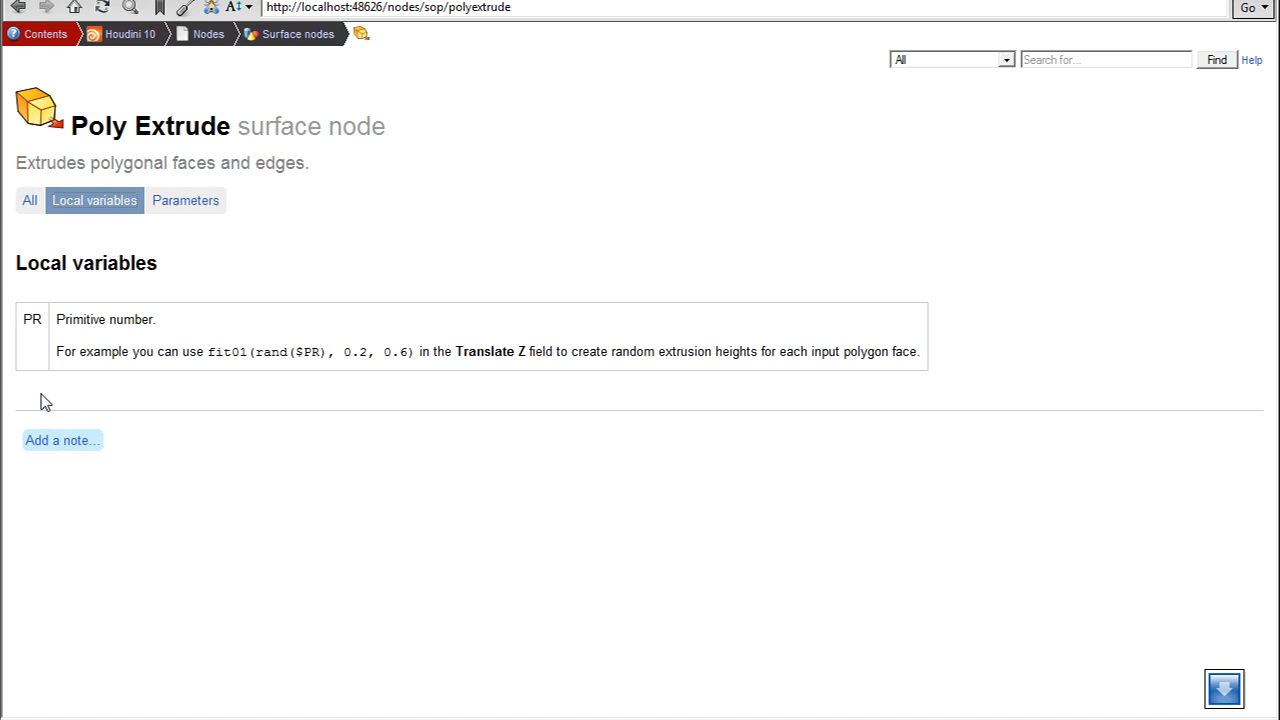 A
http://localhost:48626/nodes/sop/polyextrude
Go
Contents
Houdini 10
Nodes
Surface nodes
All
Search for...
Find
Help
Poly Extrude surface node
Extrudes polygonal faces and edges.
All
Local variables
Parameters
Local variables
PR
Primitive number.
For example you can use fit01(rand($PR), 0.2, 0.6) in the Translate Z field to create random extrusion heights for each input polygon face.
Add a note...